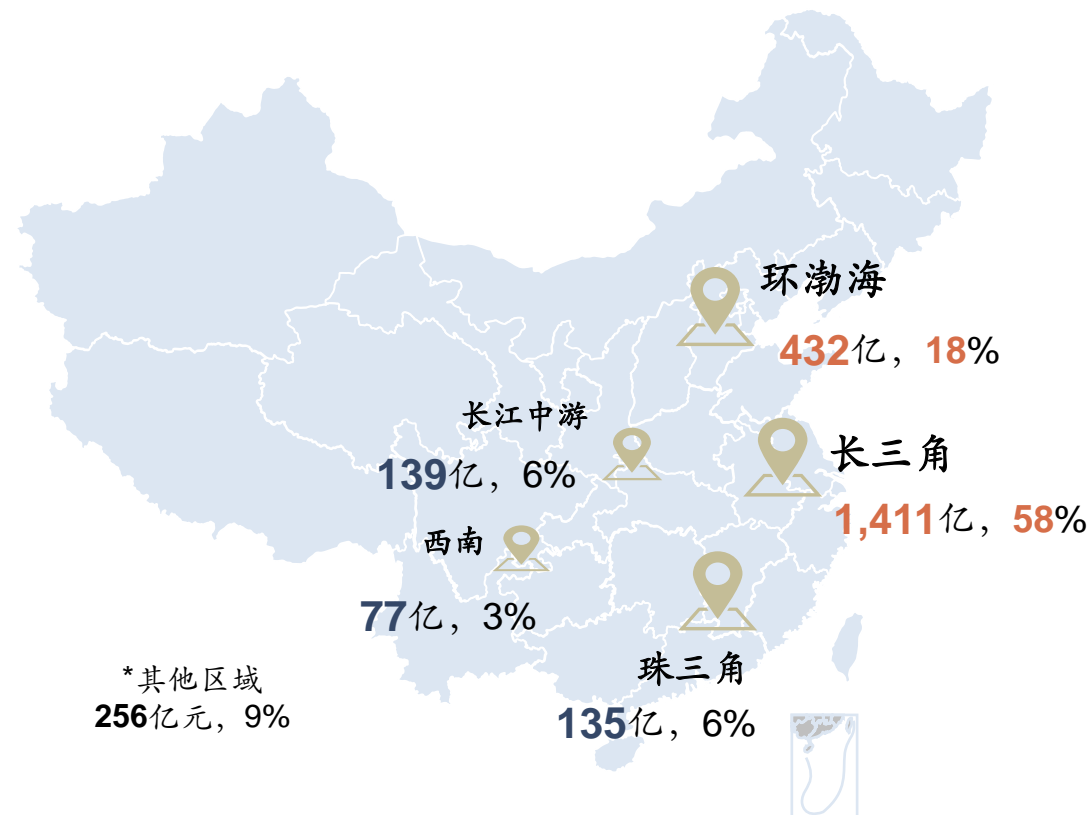 环渤海
432亿，18%
长江中游
139亿，6%
长三角
1,411亿，58%
西南
77亿，3%
珠三角
135亿，6%
*其他区域
256亿元，9%